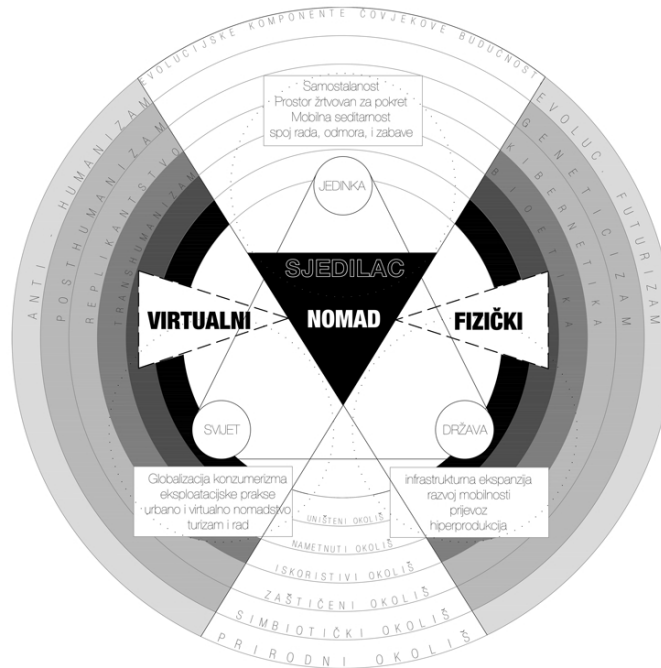 EVOLUCIJSKE KOMPONENTE ČOVJEKOVE BUDUĆNOSTI
Samostalanost
Prostor žrtvovan za pokret
Mobilna seditarnost
spoj rada, odmora, i zabave
JEDINKA
ANTI - HUMANIZAM
POSTHUMANIZAM
REPLIKANTSTVO
TRANSHUMANIZAM
EVOLUC. FUTURIZAM
GENETICIZAM
KIBERNETIKA
BIOETIKA
SJEDILAC
VIRTUALNI
NOMAD
FIZIČKI
SVIJET
DRŽAVA
Globalizacija konzumerizma
eksploatacijske prakse
urbano i virtualno nomadstvo
turizam i rad
infrastrukturna ekspanzija
razvoj mobilnosti
prijevoz
hiperprodukcija
UNIŠTENI OKOLIŠ
NAMETNUTI OKOLIŠ
ISKORISTIVI OKOLIŠ
ZAŠTIĆENI OKOLIŠ
SIMBIOTIČKI OKOLIŠ
PRIRODNI OKOLIŠ